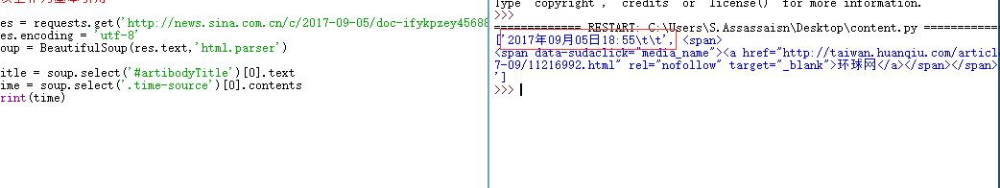 es = requests.get('http://news.sina.com.cn/c/2017-09-05/doc-ifykpzey4568
es.encoding = 'utf-8'
oup = BeautifulSoup(res.text,'html.parser')
itle = soup.select('#artibodyTitle')[0].text
ime = soup.select('.time-source')[0].contents
rint(time)
Type "copyright", "credits" or "license()" for more information.
>>>
============= RESTART: C:\Users\S.Assassaisn\Desktop\content.py ============
['2017年09月05日18:55\t\t', <span>
<span data-sudaclick="media_name"><a href="http://taiwan.huanqiu.com/articl
7-09/11216992.html" rel="nofollow" target="_blank">环球网</a></span></span>
']
>>>